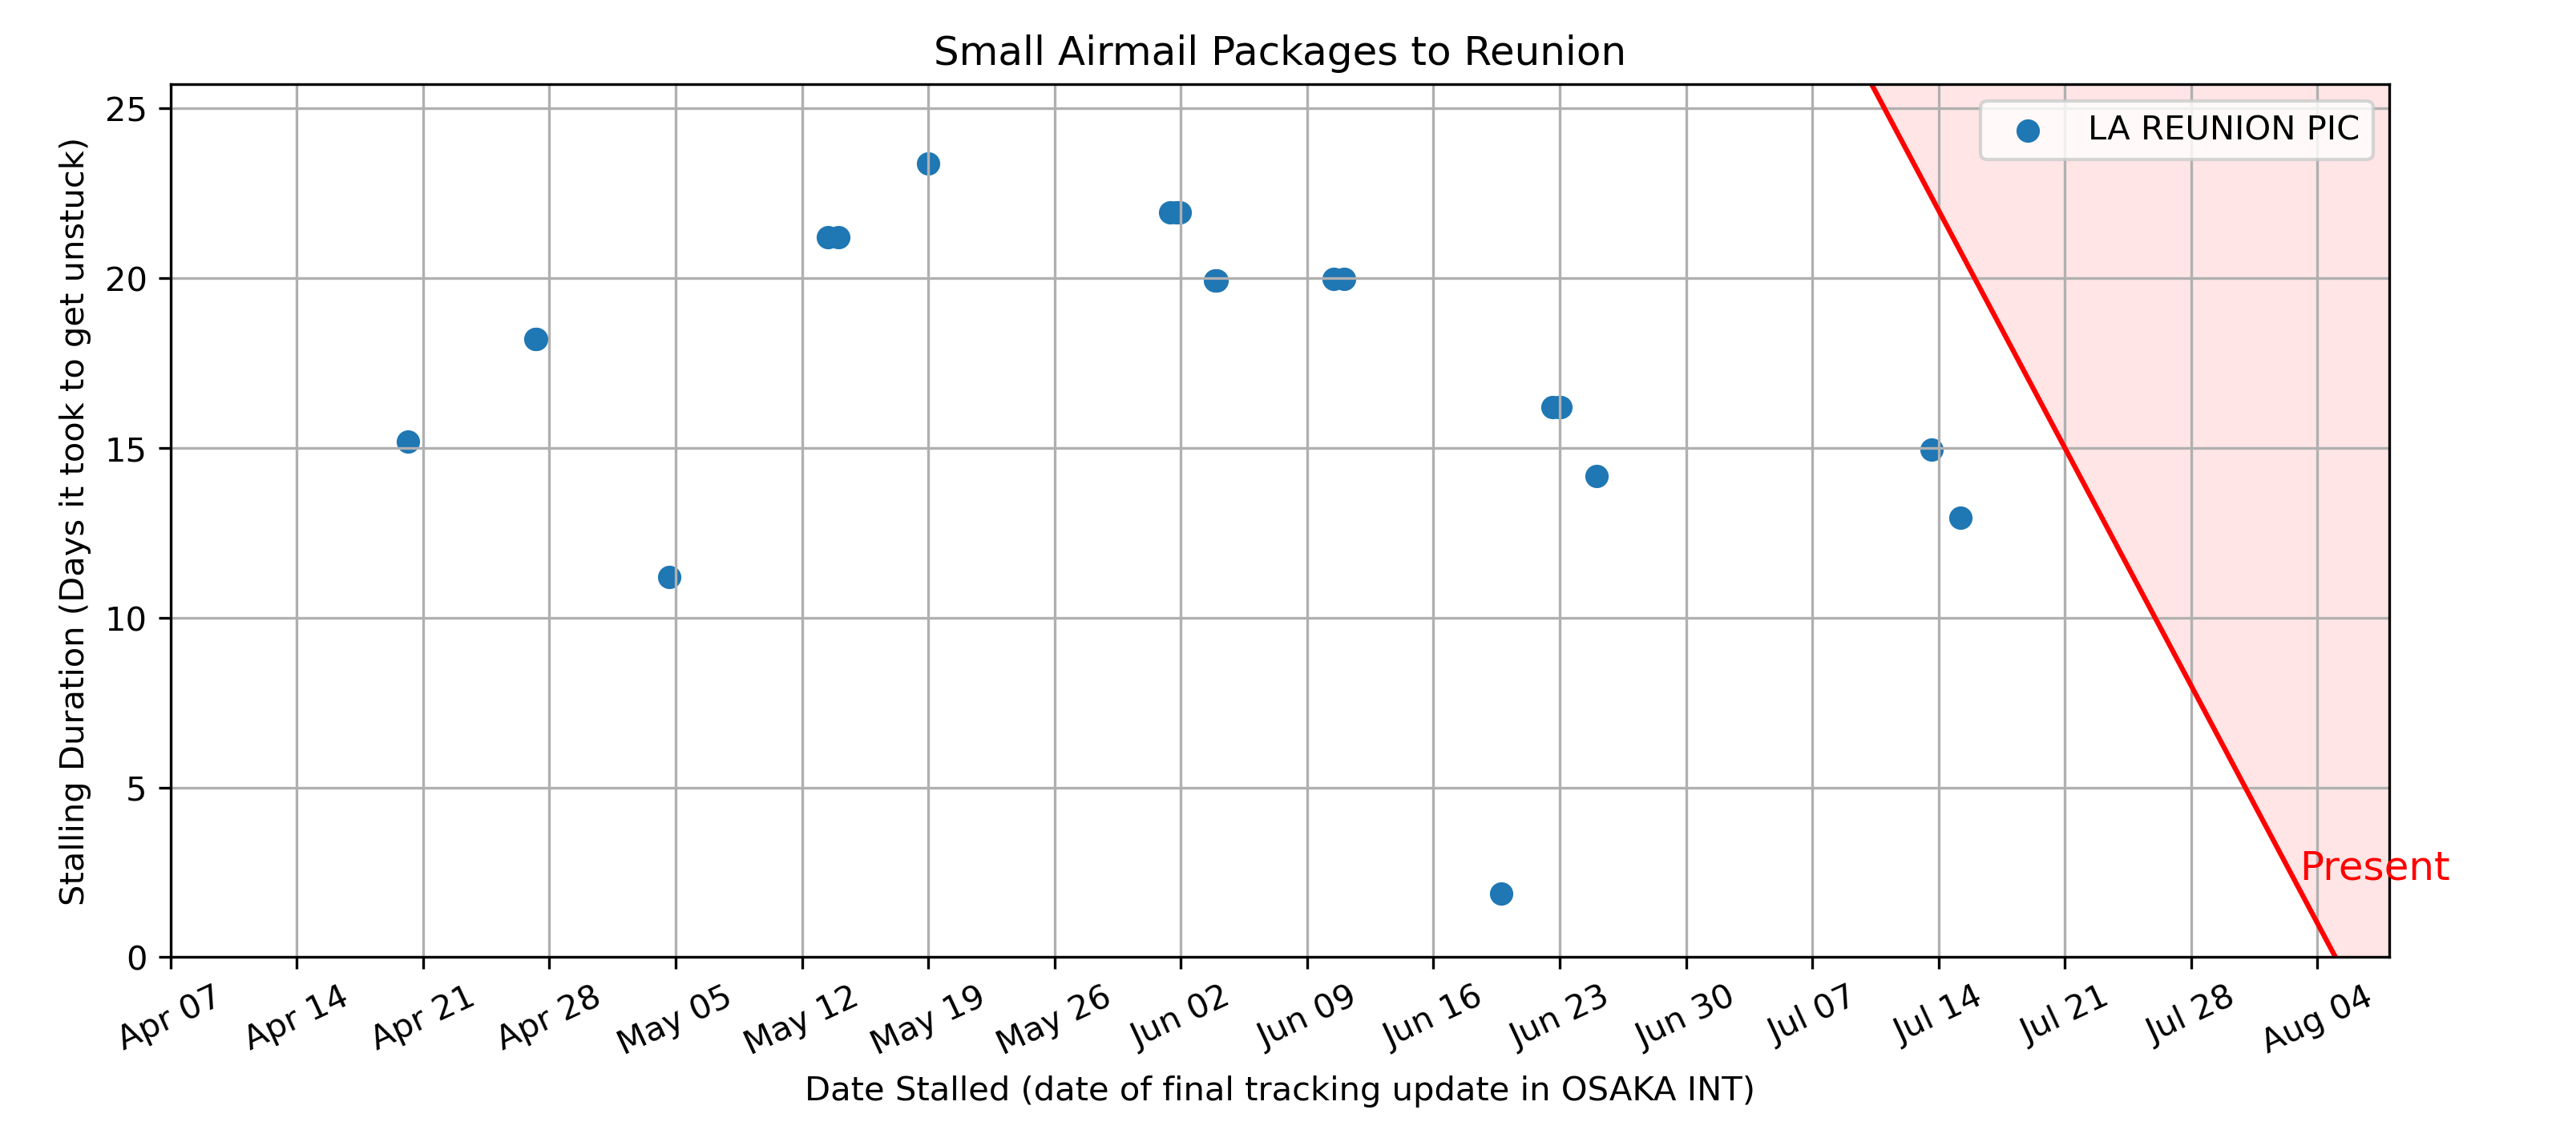 Small Airmail Packages to Reunion
LA REUNION PIC
Stalling Duration (Days it took to get unstuck)
25
20
15
10
5
0
Present
Apr 07
Apr 14
Apr 21
Apr 28
May 05
May 12
May 19
May 26
Jun 02
Jun 09
Jun 16
Jun 23
Jun 30
Jul 07
Jul 14
Jul 21
Jul 28
Aug 04
Date Stalled (date of final tracking update in OSAKA INT)